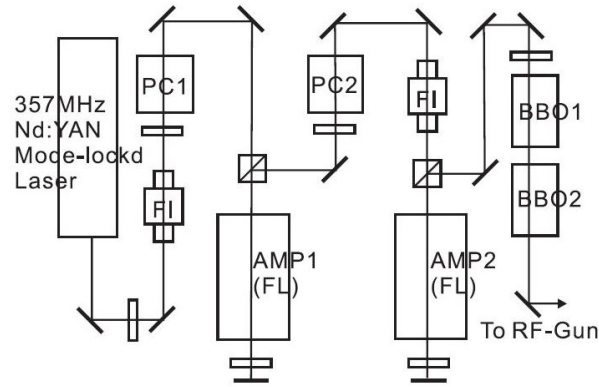 357MHz
Nd:YAN
Mode-lockd
Laser
PC1
FI
AMP1
(FL)
PC2
FI
AMP2
(FL)
BBO1
BBO2
To RF-Gun